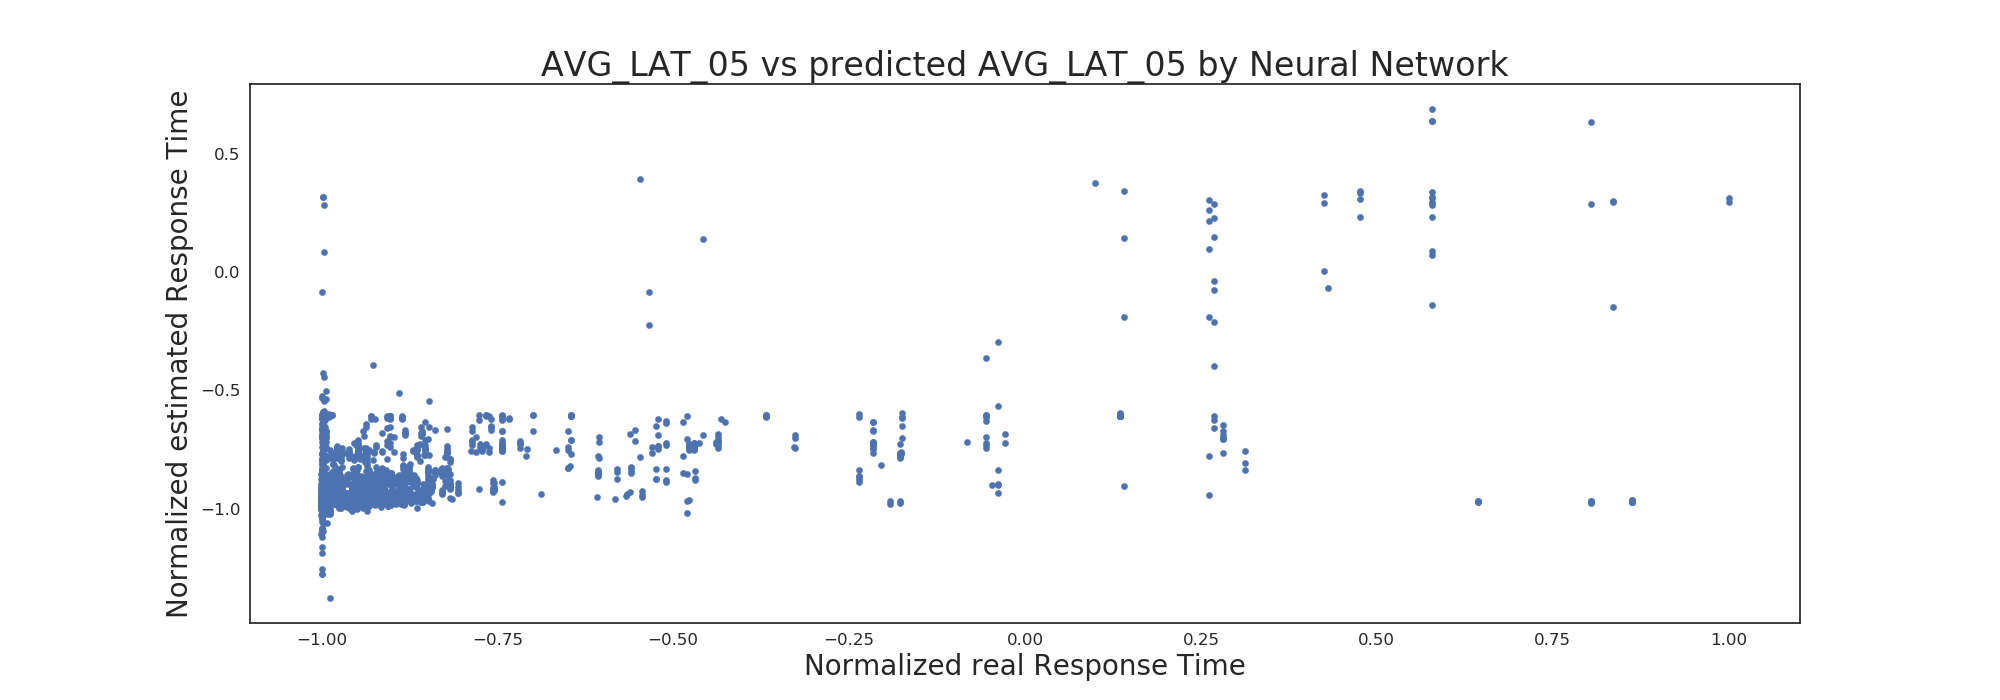 AVG_LAT_05 vs predicted AVG_LAT_05 by Neural Network
Normalized estimated Response Time
0.5
0.0
−0.5
−1.0
−1.00 −0.75 −0.50 −0.25 0.00 0.25 0.50 0.75 1.00
Normalized real Response Time